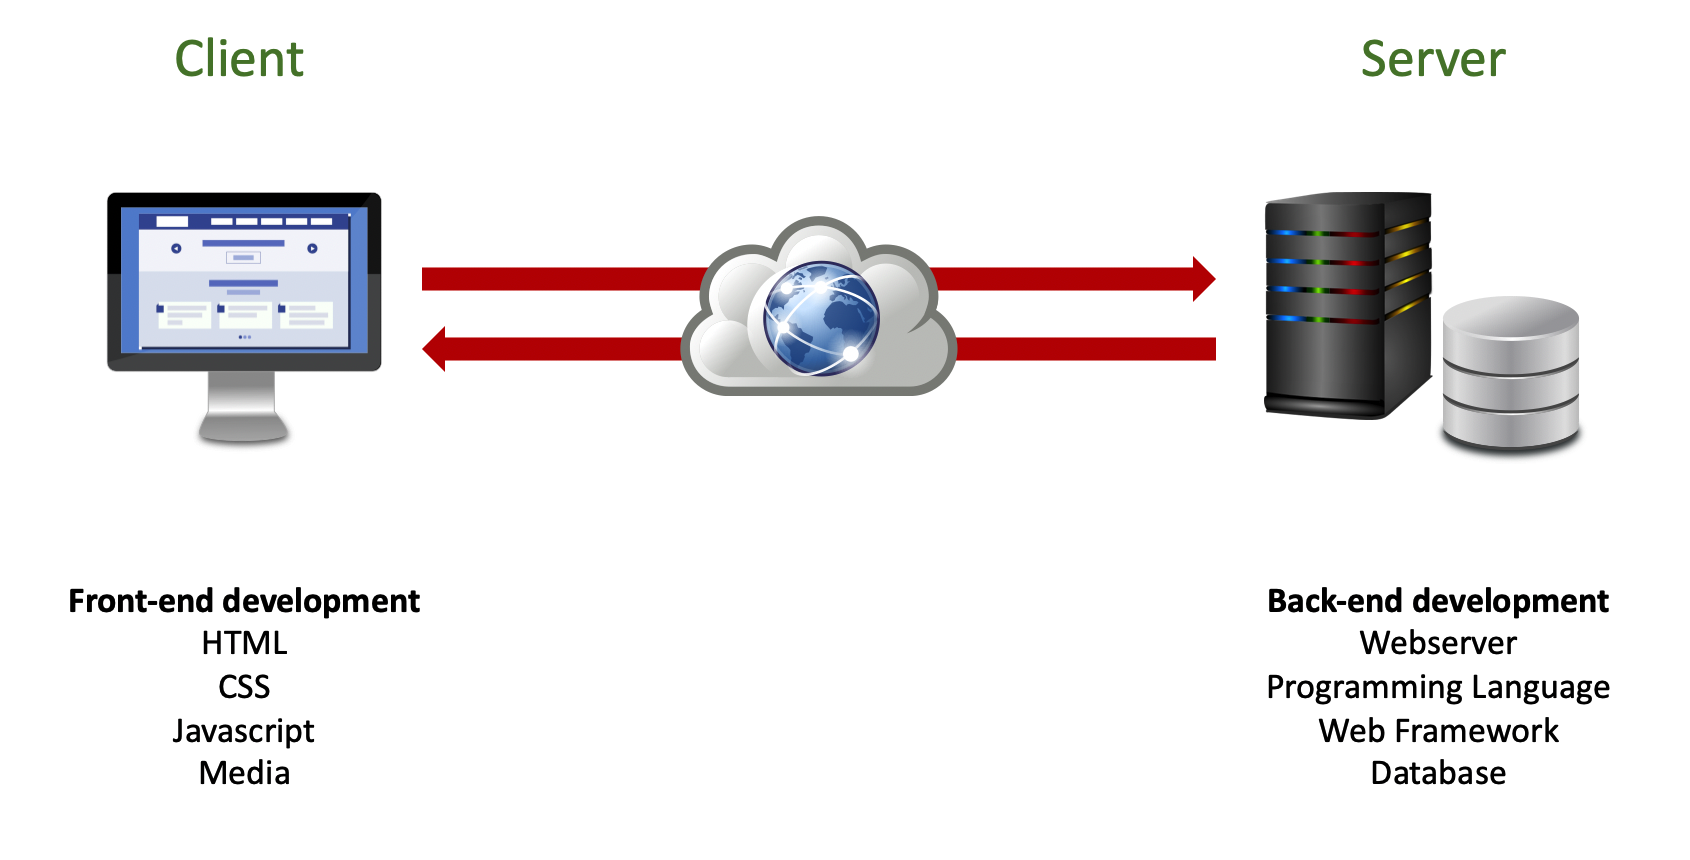 Client
Server
Front-end development
HTML
CSS
Javascript
Media
Back-end development
Webserver
Programming Language
Web Framework
Database